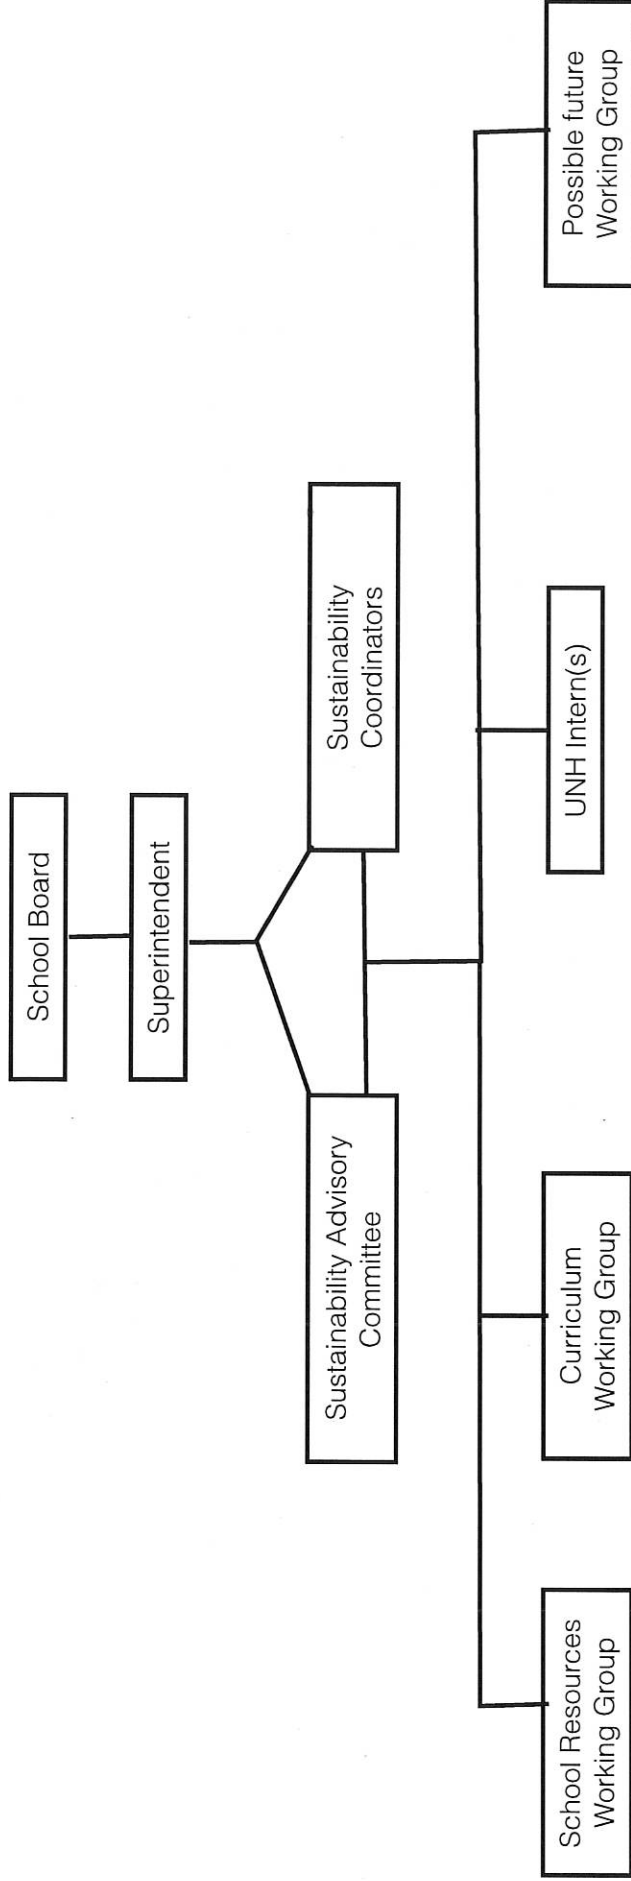 School Board
Superintendent
Sustainability Advisory
Committee
Sustainability
Coordinators
School Resources
Working Group
Curriculum
Working Group
UNH Intern(s)
Possible future
Working Group